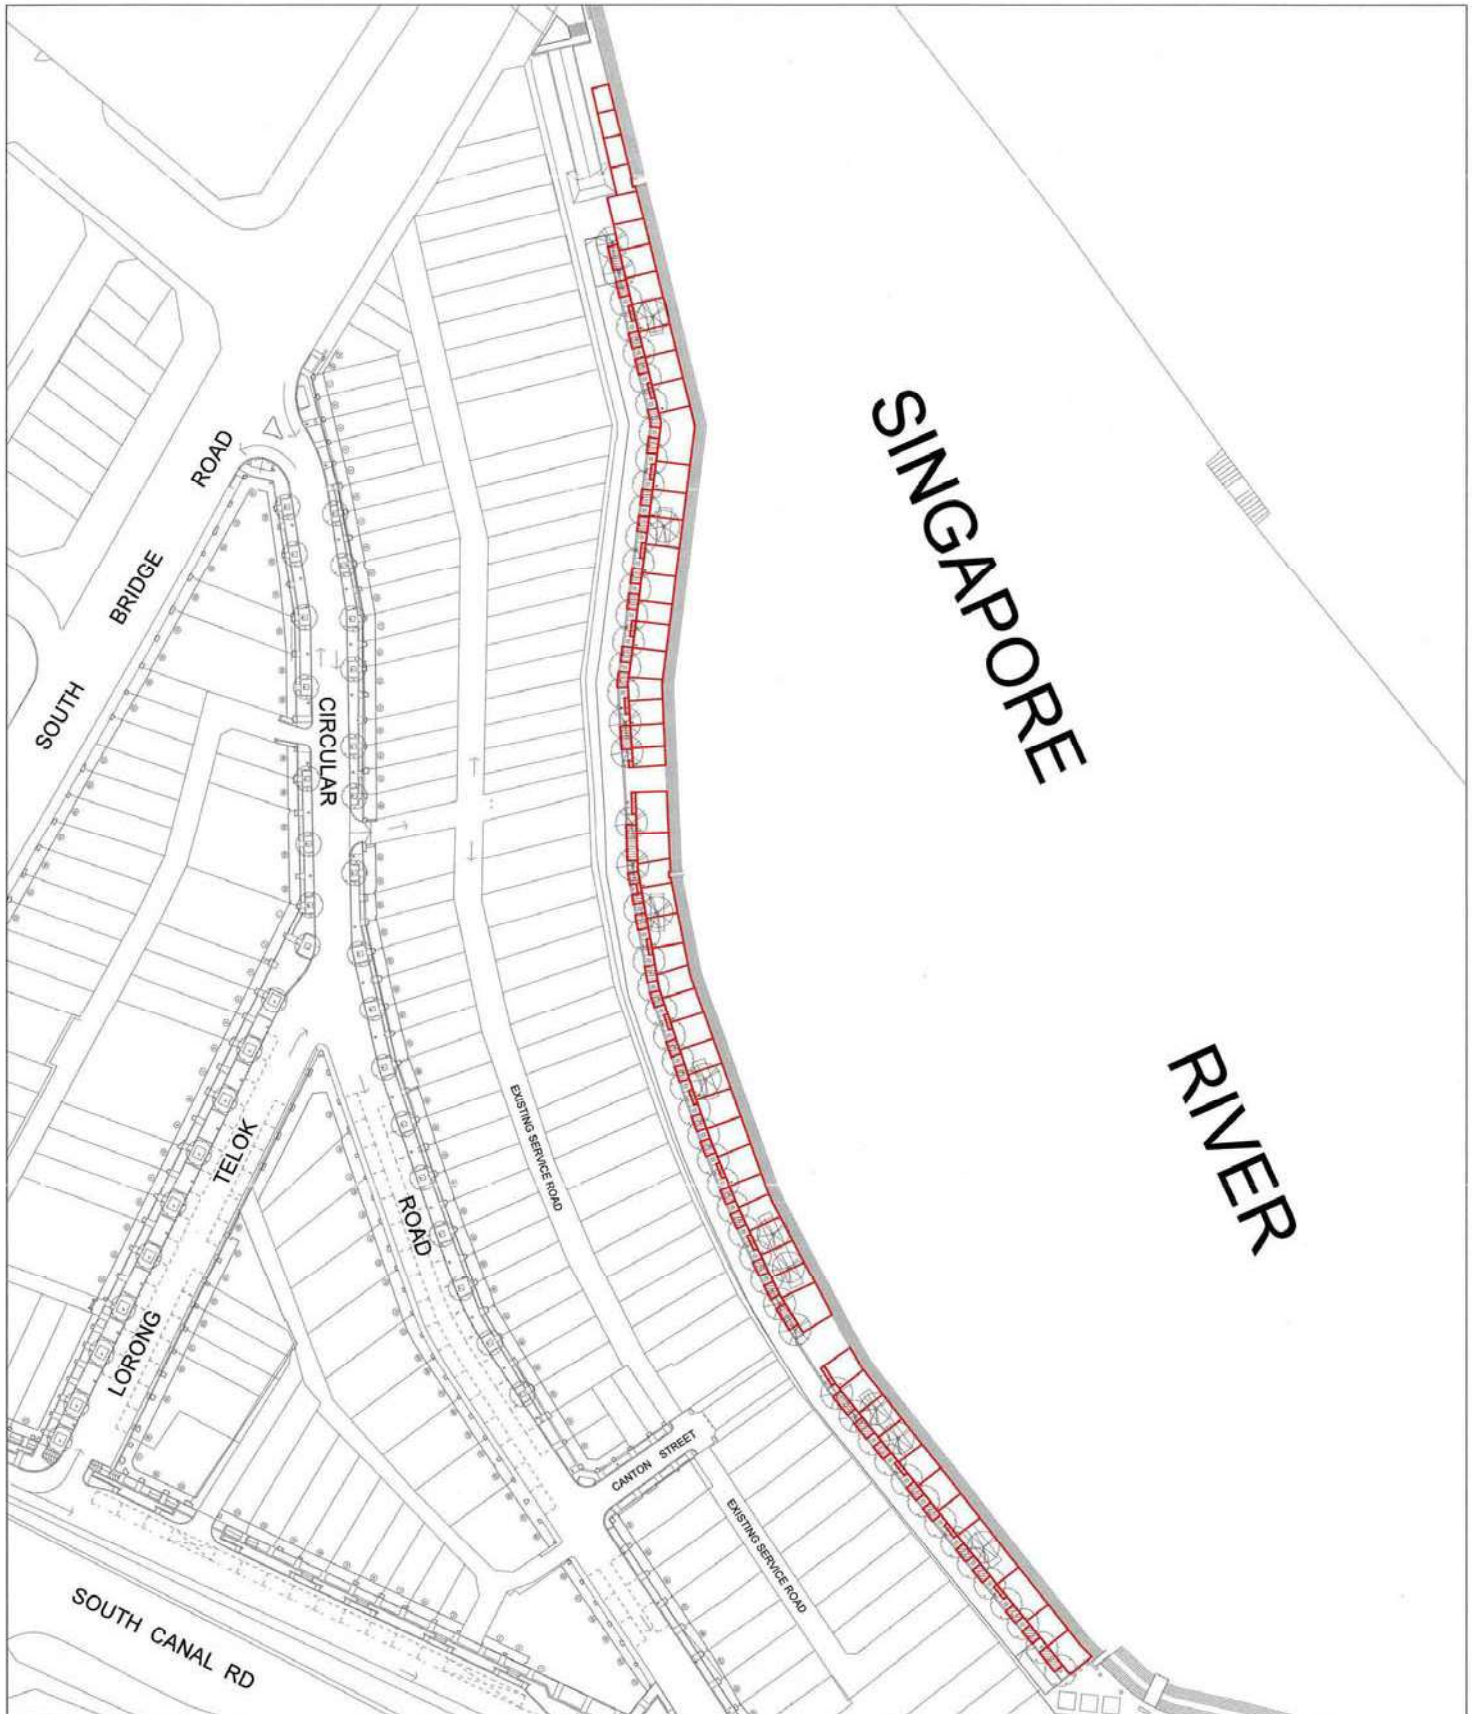 SINGAPORE
RIVER
SOUTH BRIDGE ROAD
CIRCULAR ROAD
LORONG TELOK
EXISTING SERVICE ROAD
CANTON STREET
EXISTING SERVICE ROAD
SOUTH CANAL RD